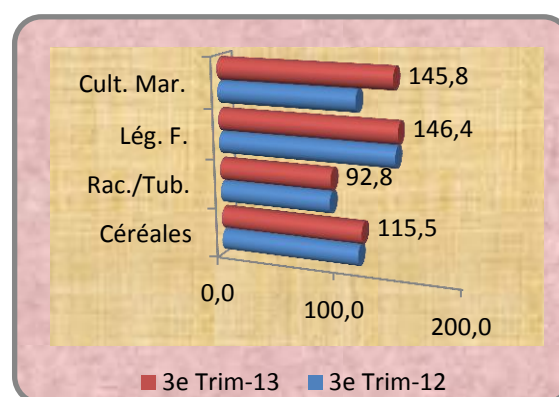 Cult. Mar. 145,8
Lég. F. 146,4
Rac./Tub. 92,8
Céréales 115,5
0,0 100,0 200,0
3e Trim-13 3e Trim-12